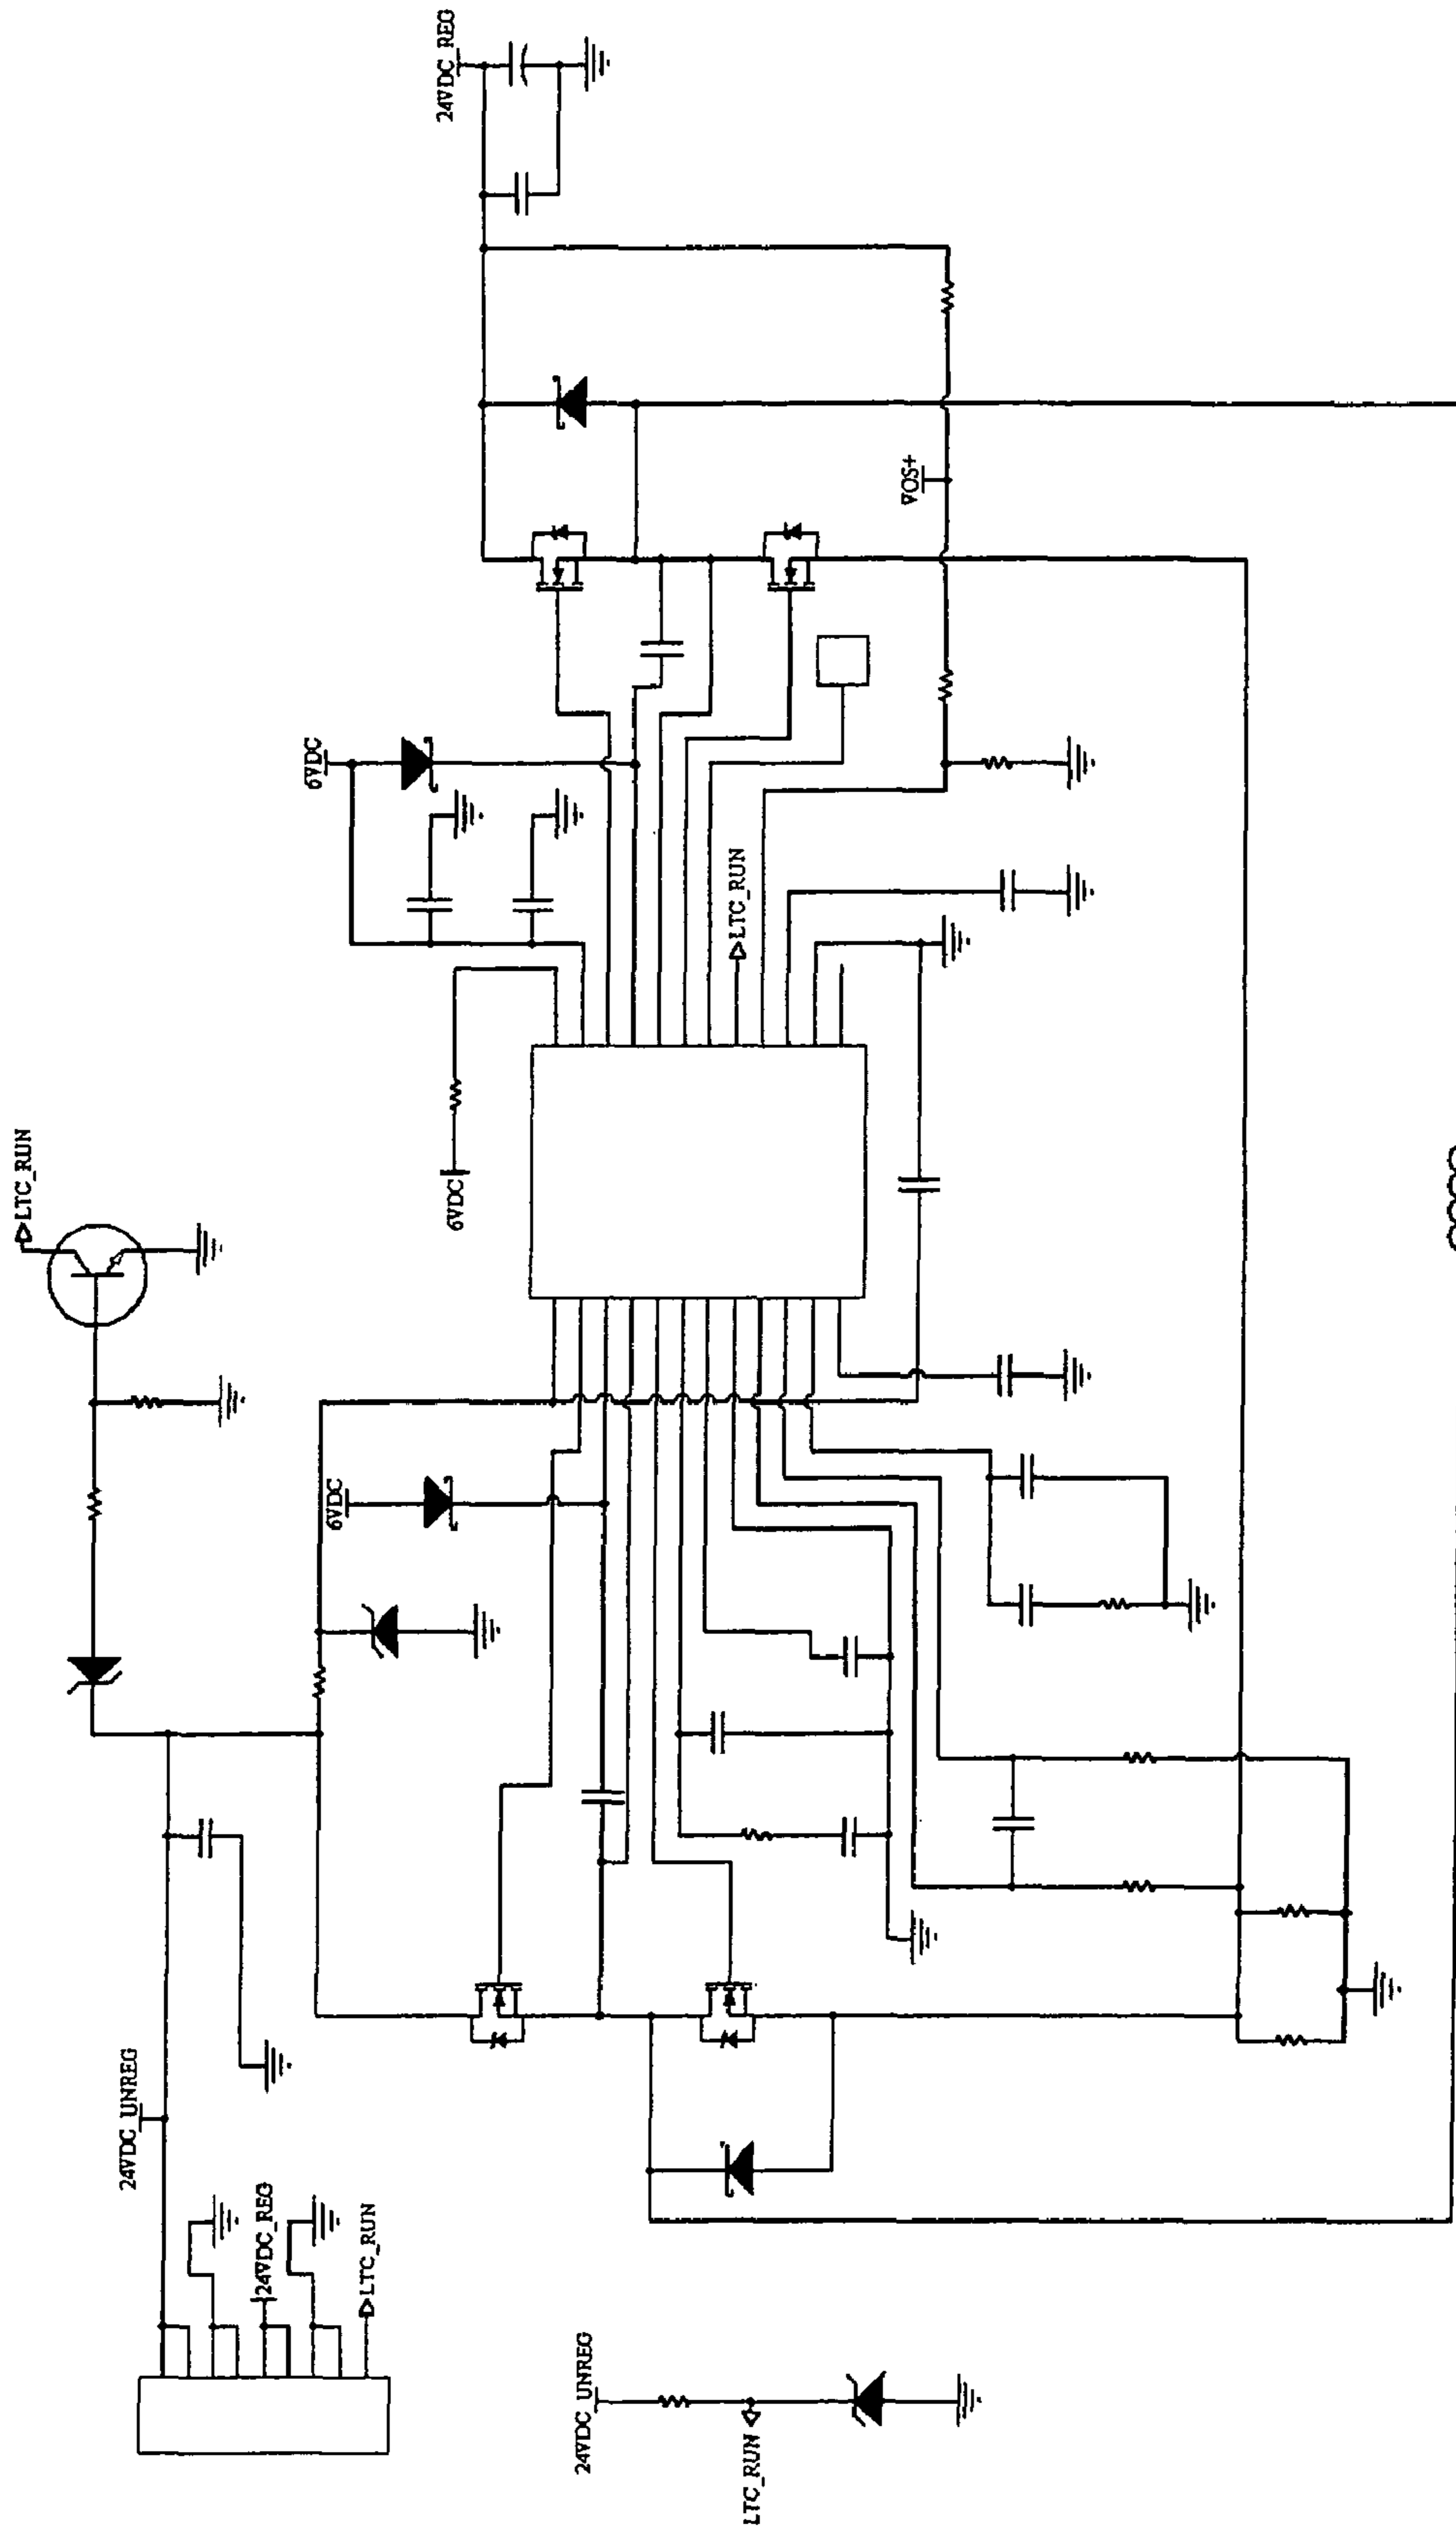 24VDC_UNREG
24VDC_REG
LTC_RUN
24VDC_UNREG
LTC_RUN
LTC_RUN
6VDC
6VDC
6VDC
LTC_RUN
VOS+
24VDC_REG